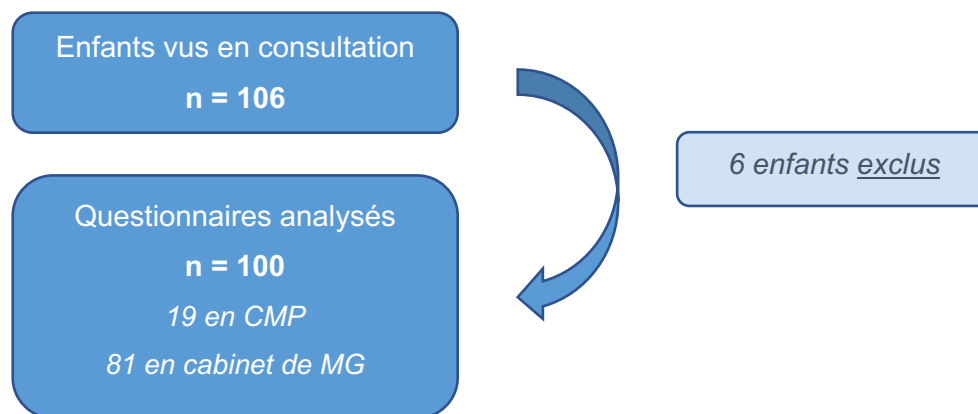 Enfants vus en consultation
n = 106
6 enfants exclus
Questionnaires analysés
n = 100
19 en CMP
81 en cabinet de MG